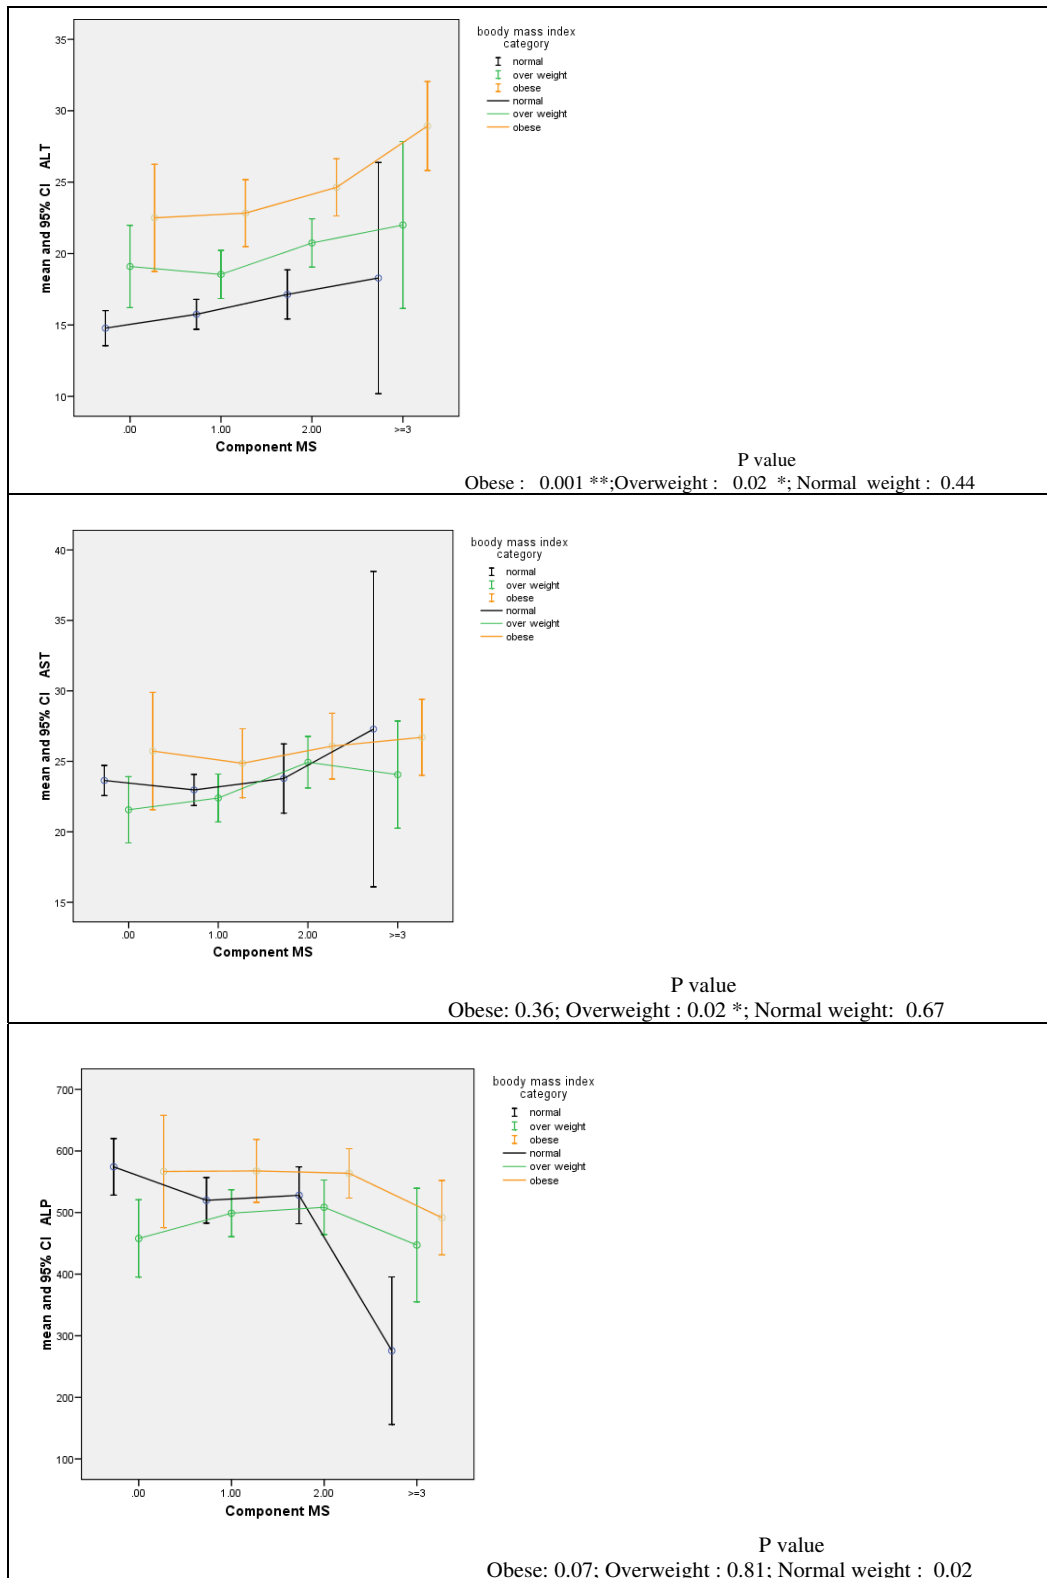 boody mass index
category
normal
over weight
obese
normal
over weight
obese
mean and 95% CI ALT
35
30
25
20
15
10
.00 1.00 2.00 >=3
Component MS
P value
Obese : 0.001 **;Overweight : 0.02 *; Normal weight : 0.44
boody mass index
category
normal
over weight
obese
normal
over weight
obese
mean and 95% CI AST
40
35
30
25
20
15
.00 1.00 2.00 >=3
Component MS
P value
Obese: 0.36; Overweight : 0.02 *; Normal weight: 0.67
boody mass index
category
normal
over weight
obese
normal
over weight
obese
mean and 95% CI ALP
700
600
500
400
300
200
100
.00 1.00 2.00 >=3
Component MS
P value
Obese: 0.07; Overweight : 0.81; Normal weight : 0.02